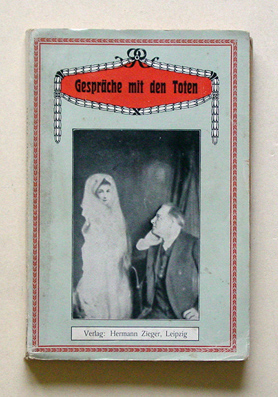 Gespräche mit den Toten
Verlag: Hermann Zieger, Leipzig